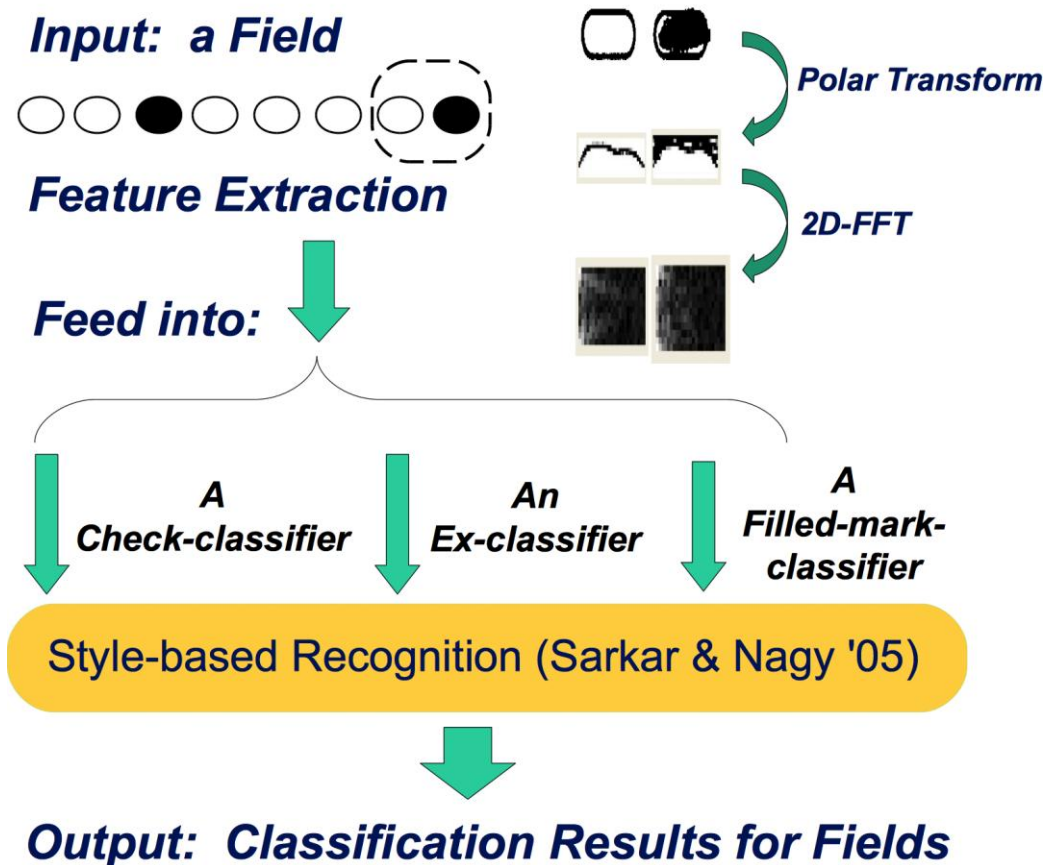 Input: a Field
Polar Transform
Feature Extraction
2D-FFT
Feed into:
A
Check-classifier
An
Ex-classifier
A
Filled-mark-
classifier
Style-based Recognition (Sarkar & Nagy '05)
Output: Classification Results for Fields